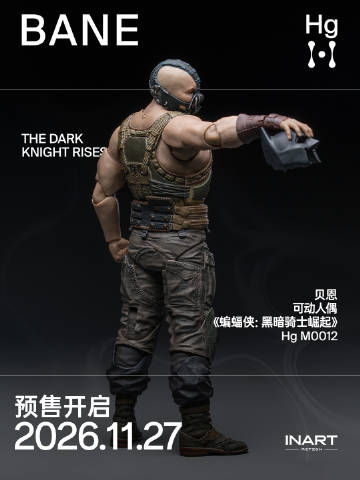 BANE
Hg
THE DARK
KNIGHT RISES
贝恩
可动人偶
《蝙蝠侠: 黑暗骑士崛起》
Hg M0012
预售开启
2026.11.27
INART